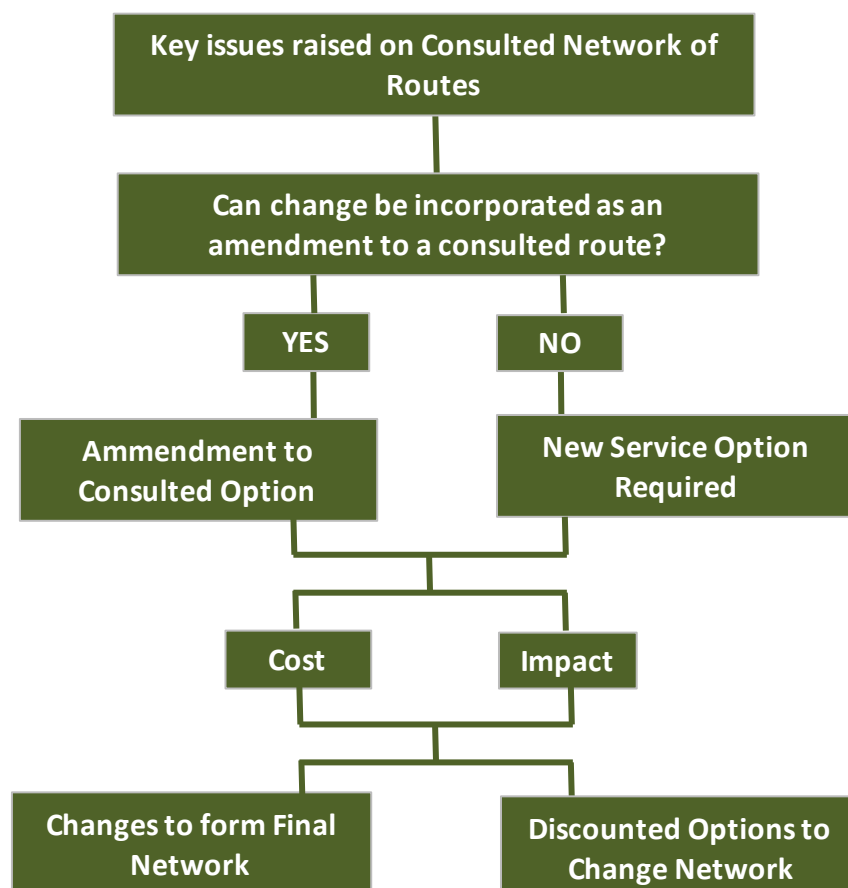 Key issues raised on Consulted Network of
Routes
Can change be incorporated as an
amendment to a consulted route?
YES
NO
Ammendment to
Consulted Option
New Service Option
Required
Cost
Impact
Changes to form Final
Network
Discounted Options to
Change Network